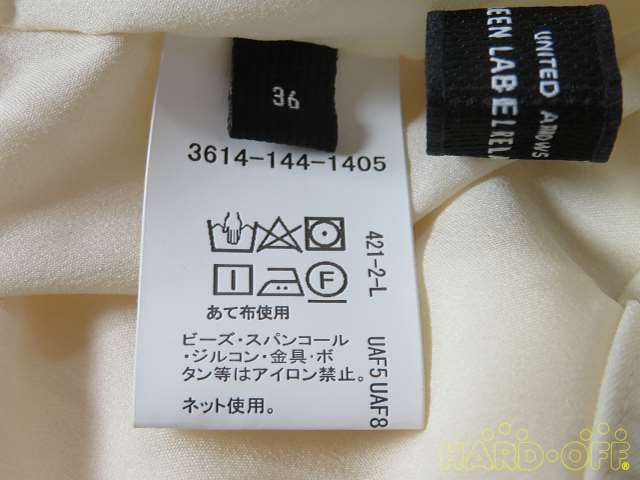 36
UNITED ARROWS
EEN LABEL RELA
3614-144-1405
あて布使用
ビーズ・スパンコール
・ジルコン・金具・ボ
タン等はアイロン禁止。
ネット使用。
421-2-L
UAF5 UAF8
HARD-OFF